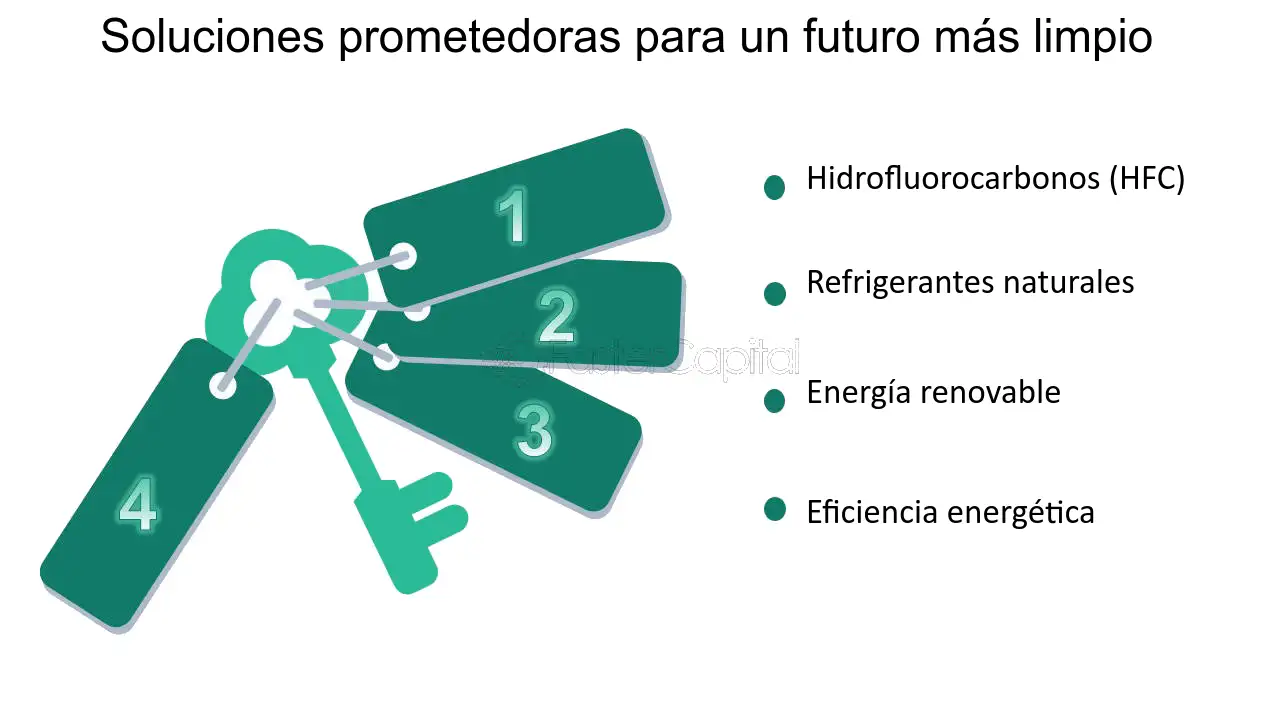 Soluciones prometedoras para un futuro más limpio
1
Hidrofluorocarbonos (HFC)
2
Refrigerantes naturales
FasterCapital
3
Energía renovable
4
Eficiencia energética